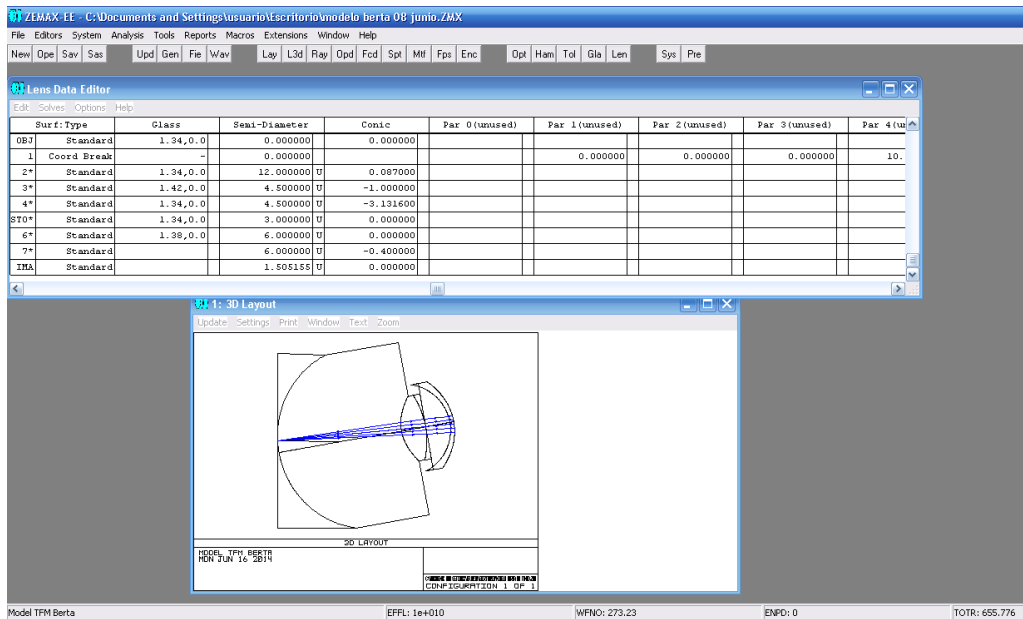 ZEMAX-EE - C:\Documents and Settings\usuario\Escritorio\modelo berta 08 junio.ZMX
File Editors System Analysis Tools Reports Macros Extensions Window Help
New Ope Sav Sas Upd Gen Fie Wav Lay L3d Ray Opd Fcd Spt Mtf Fps Enc Opt Ham Tol Gla Len Sys Pre
Lens Data Editor
Edit Solves Options Help
Surf:Type Glass Semi-Diameter Conic Par 0(unused) Par 1(unused) Par 2(unused) Par 3(unused) Par 4(u
OBJ Standard 1.34,0.0 0.000000 0.000000
1 Coord Break - 0.000000 0.000000 0.000000 0.000000 10.
2* Standard 1.34,0.0 12.000000 U 0.087000
3* Standard 1.42,0.0 4.500000 U -1.000000
4* Standard 1.34,0.0 4.500000 U -3.131600
STO* Standard 1.34,0.0 3.000000 U 0.000000
6* Standard 1.38,0.0 6.000000 U 0.000000
7* Standard 6.000000 U -0.400000
IMA Standard 1.505155 U 0.000000
1: 3D Layout
Update Settings Print Window Text Zoom
3D LAYOUT
MODEL TFM BERTA
MON JUN 16 2014
CONFIGURATION 1 OF 1
Model TFM Berta EFFL: 1e+010 WFNO: 273.23 ENPD: 0 TOTR: 655.776